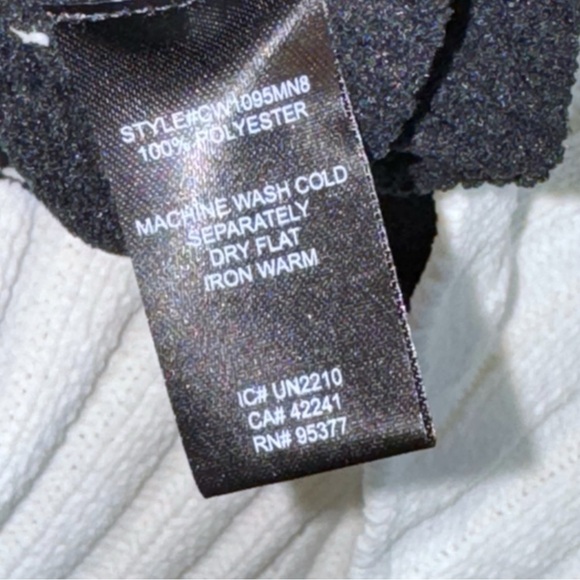 STYLE#CW1095MN8
100% POLYESTER
MACHINE WASH COLD
SEPARATELY
DRY FLAT
IRON WARM
IC# UN2210
CA# 42241
RN# 95377